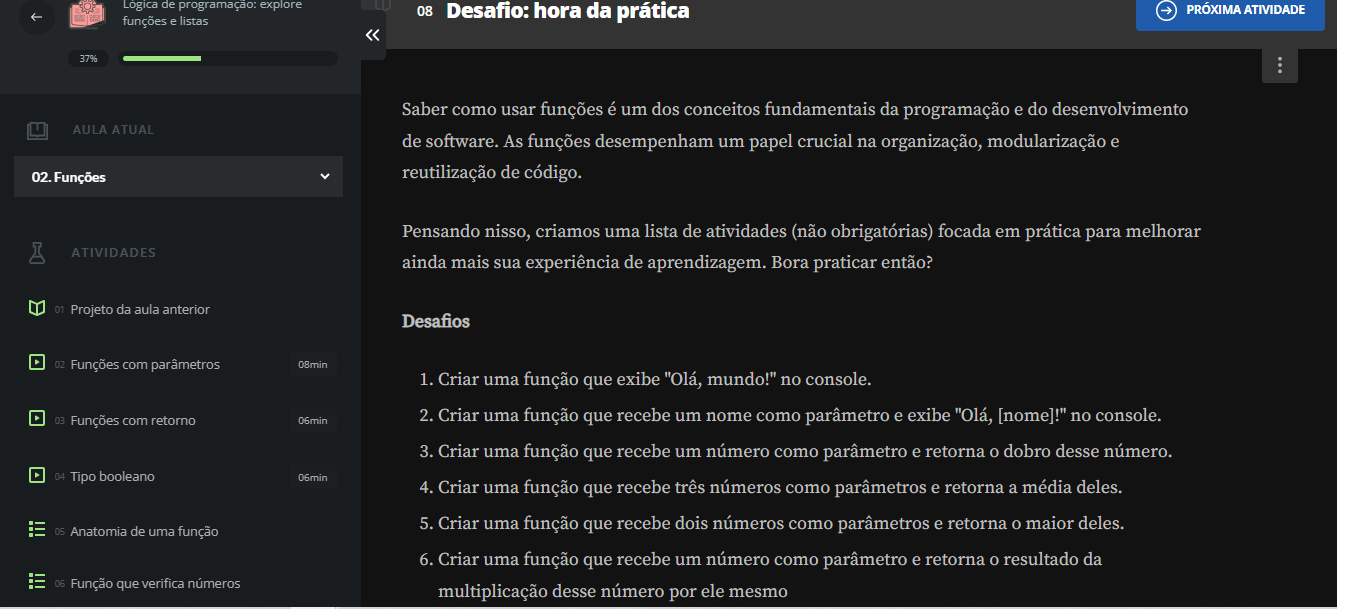 Lógica de programação: explore
funções e listas
37%
AULA ATUAL
02. Funções
ATIVIDADES
01 Projeto da aula anterior
02 Funções com parâmetros 08min
03 Funções com retorno 06min
04 Tipo booleano 06min
05 Anatomia de uma função
06 Função que verifica números
08 Desafio: hora da prática
PRÓXIMA ATIVIDADE
Saber como usar funções é um dos conceitos fundamentais da programação e do desenvolvimento
de software. As funções desempenham um papel crucial na organização, modularização e
reutilização de código.
Pensando nisso, criamos uma lista de atividades (não obrigatórias) focada em prática para melhorar
ainda mais sua experiência de aprendizagem. Bora praticar então?
Desafios
1. Criar uma função que exibe "Olá, mundo!" no console.
2. Criar uma função que recebe um nome como parâmetro e exibe "Olá, [nome]!" no console.
3. Criar uma função que recebe um número como parâmetro e retorna o dobro desse número.
4. Criar uma função que recebe três números como parâmetros e retorna a média deles.
5. Criar uma função que recebe dois números como parâmetros e retorna o maior deles.
6. Criar uma função que recebe um número como parâmetro e retorna o resultado da
multiplicação desse número por ele mesmo